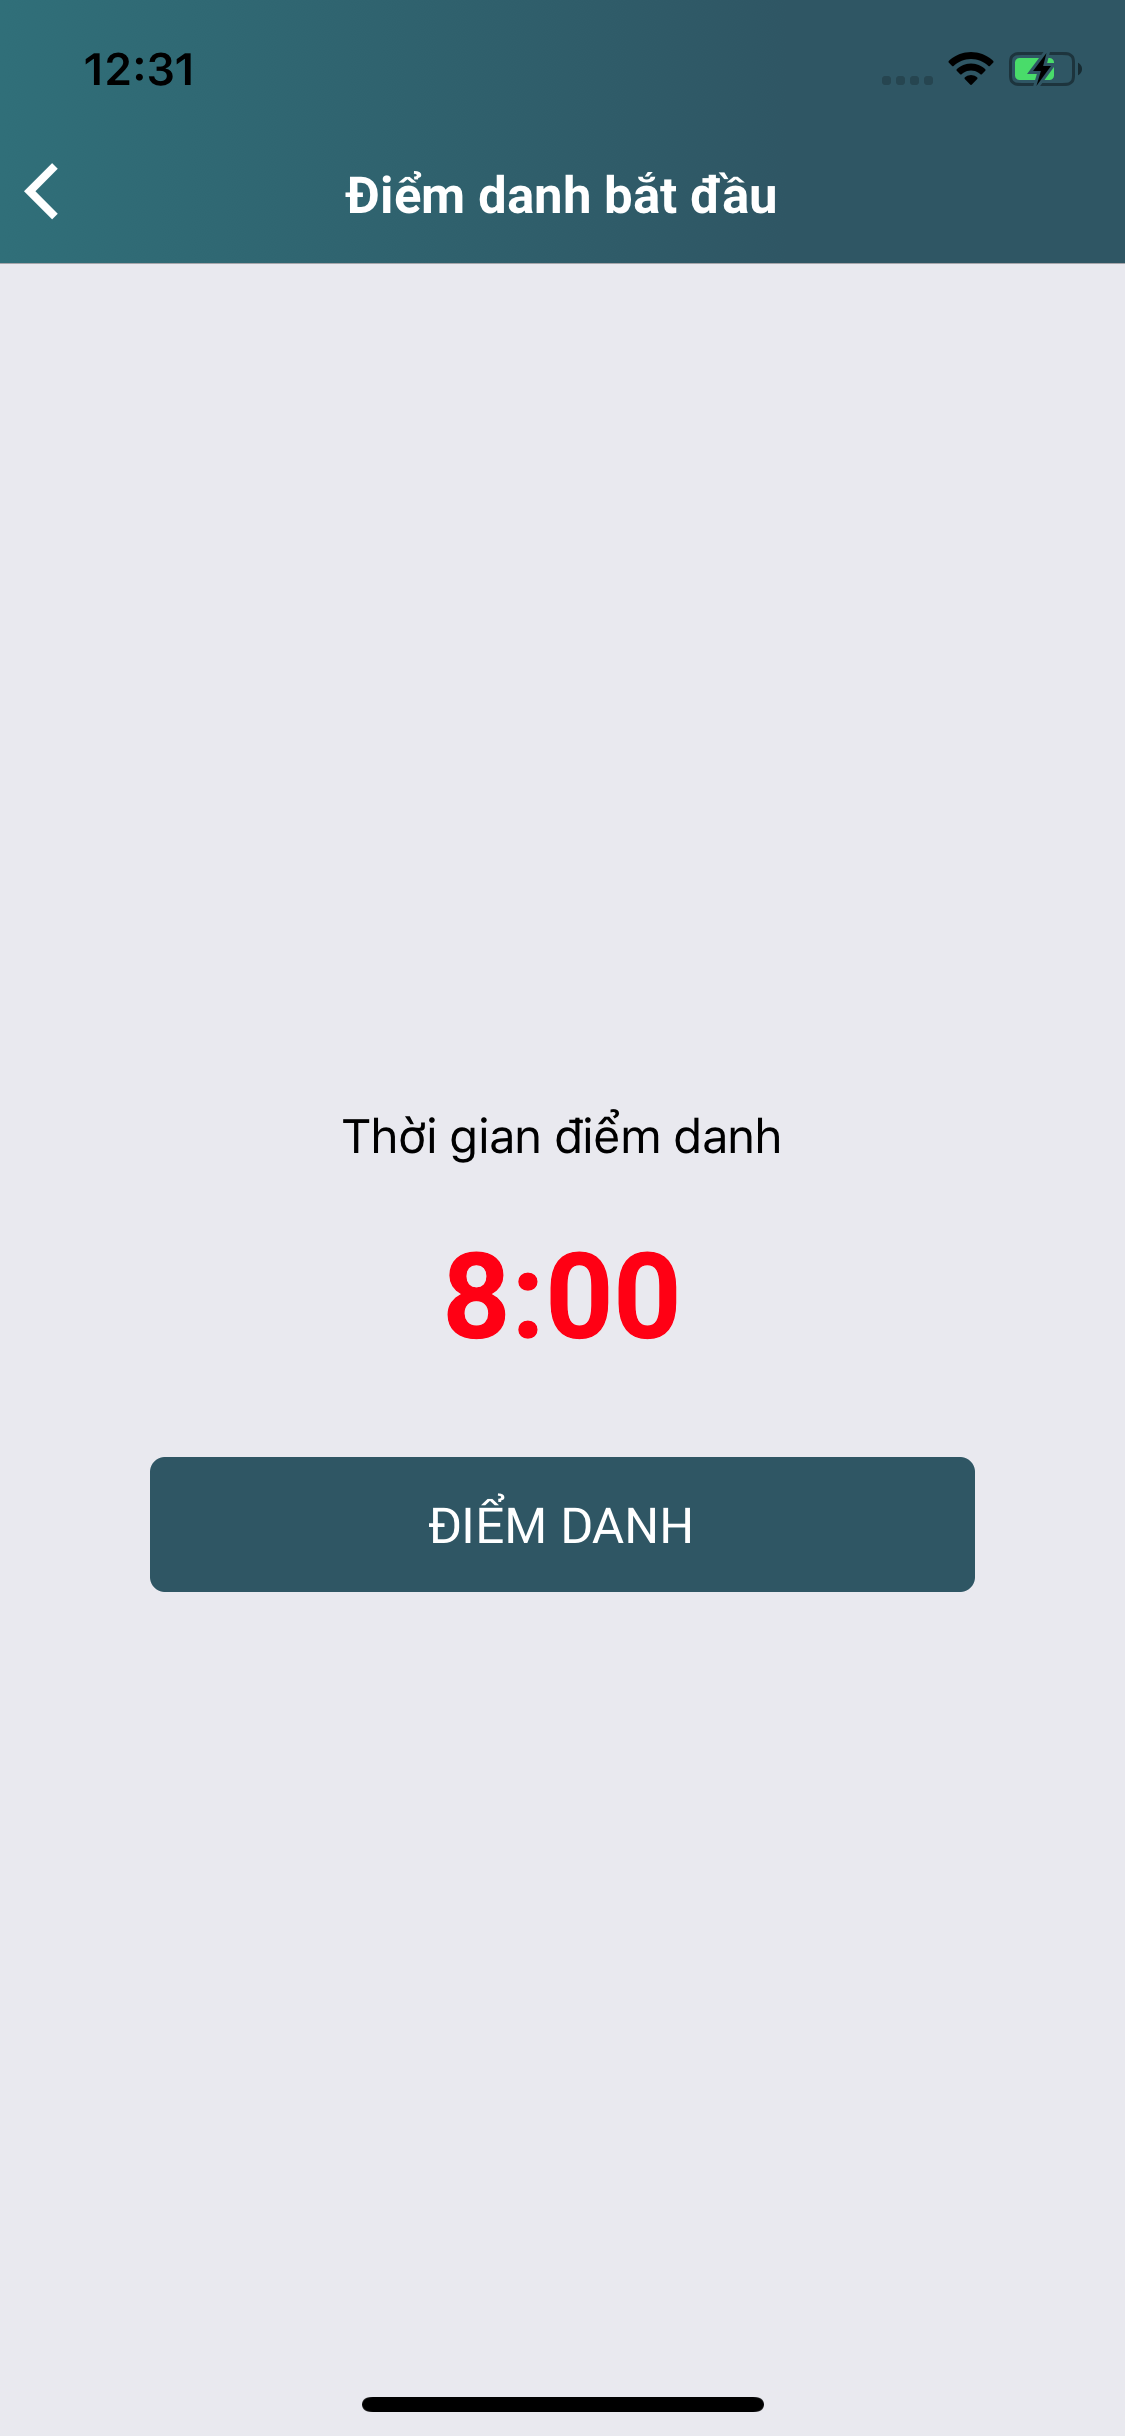 12:31
Điểm danh bắt đầu
Thời gian điểm danh
8:00
ĐIỂM DANH